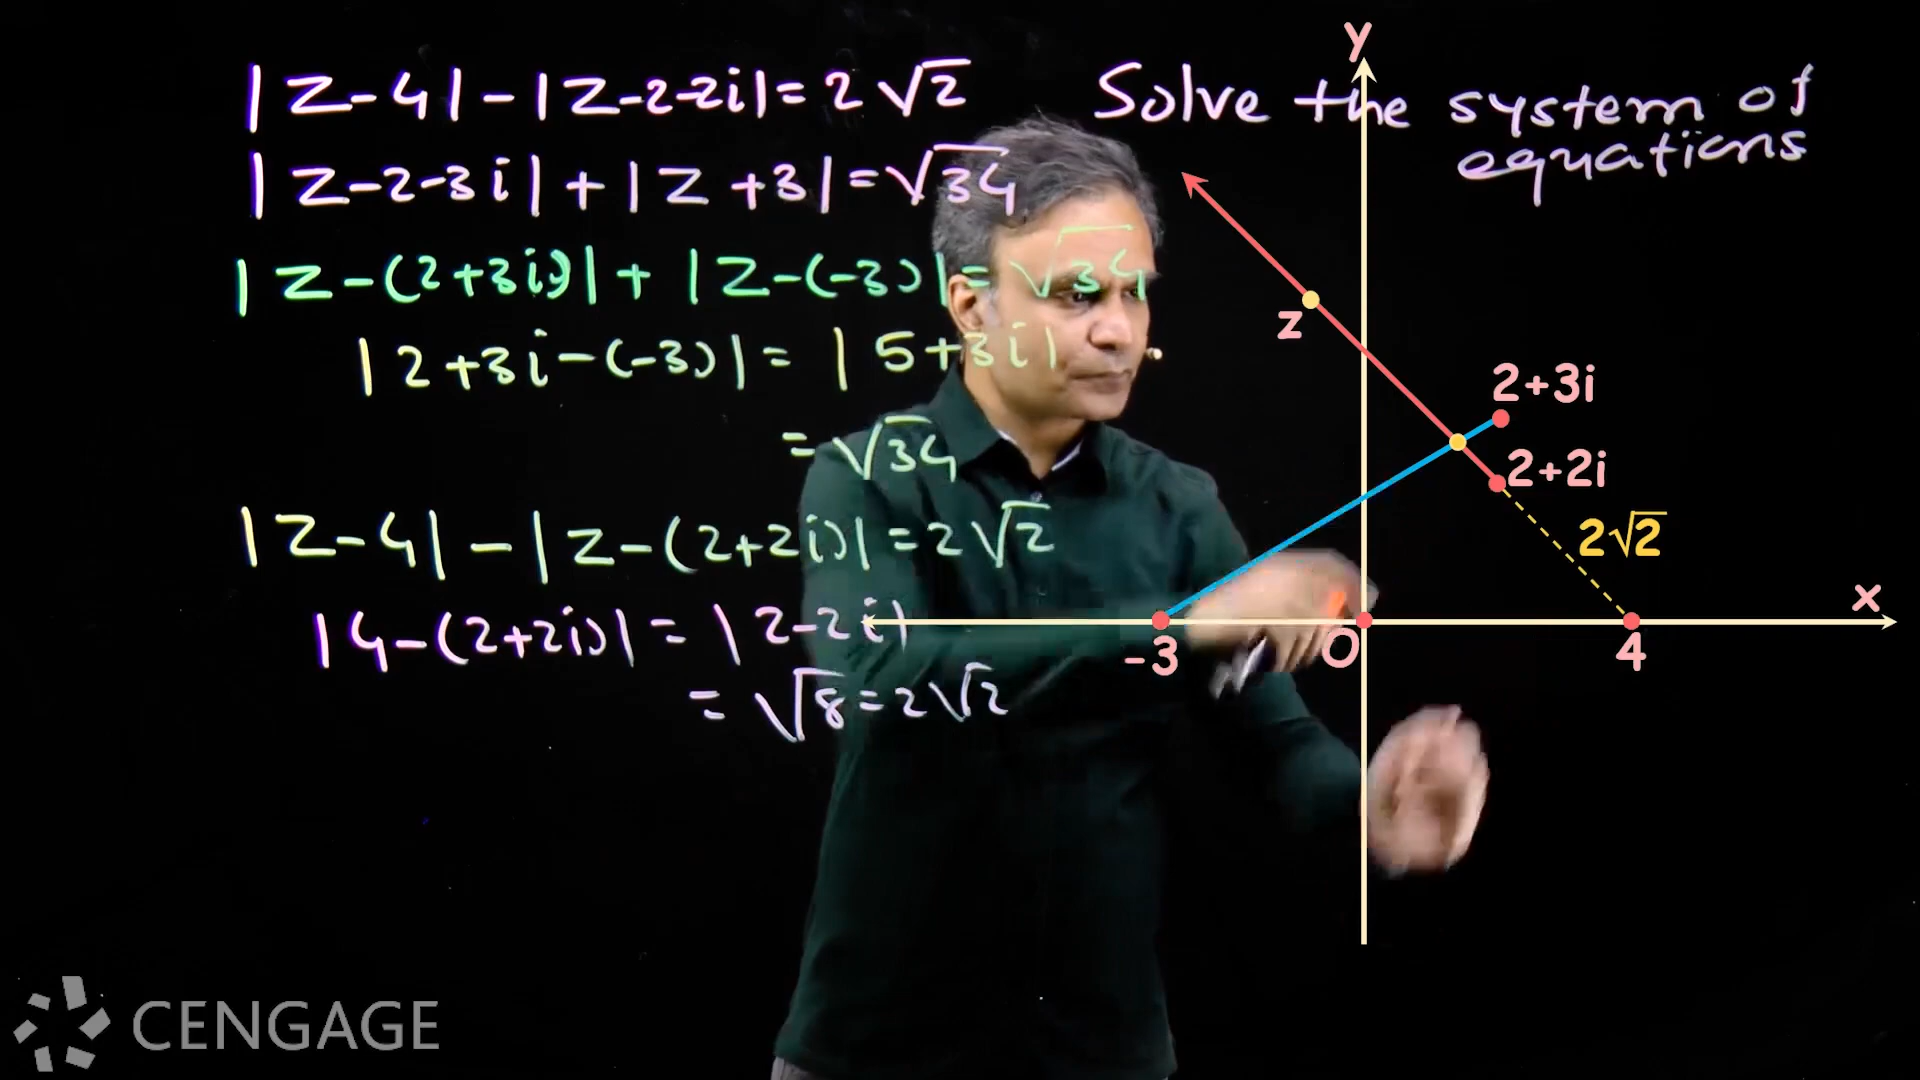 |z-4|-|z-2-2i|=2√2
Solve the system of
equations
|z-2-3i|+|z+3|=√34
|z-(2+3i)|+|z-(-3)|=√34
|2+3i-(-3)|=|5+3i|
=√34
|z-4|-|z-(2+2i)|=2√2
|4-(2+2i)|=|2-2i|
=√8=2√2
y
z
2+3i
2+2i
2√2
x
-3
0
4
CENGAGE